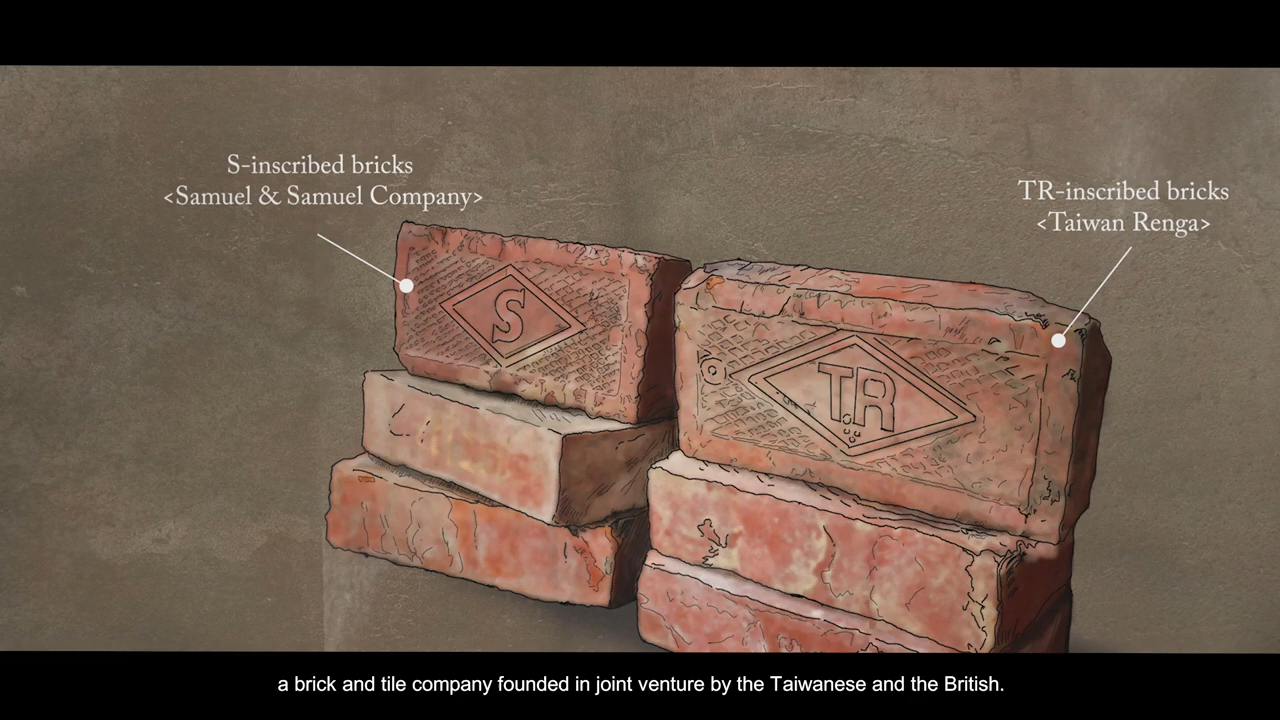 S-inscribed bricks
<Samuel & Samuel Company>
TR-inscribed bricks
<Taiwan Renga>
S
T.R
a brick and tile company founded in joint venture by the Taiwanese and the British.